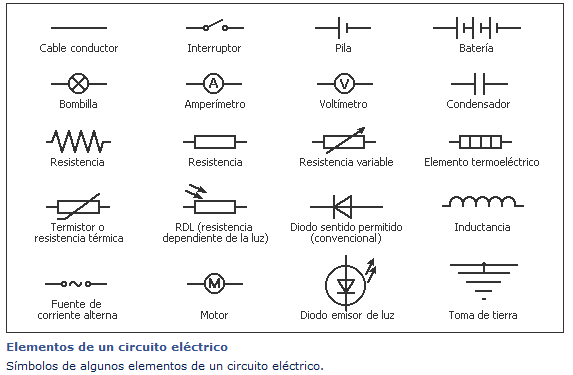 Cable conductor
Interruptor
Pila
Batería
Bombilla
A
Amperímetro
V
Voltímetro
Condensador
Resistencia
Resistencia
Resistencia variable
Elemento termoeléctrico
Termistor o
resistencia térmica
RDL (resistencia
dependiente de la luz)
Diodo sentido permitido
(convencional)
Inductancia
Fuente de
corriente alterna
M
Motor
Diodo emisor de luz
Toma de tierra
Elementos de un circuito eléctrico
Símbolos de algunos elementos de un circuito eléctrico.